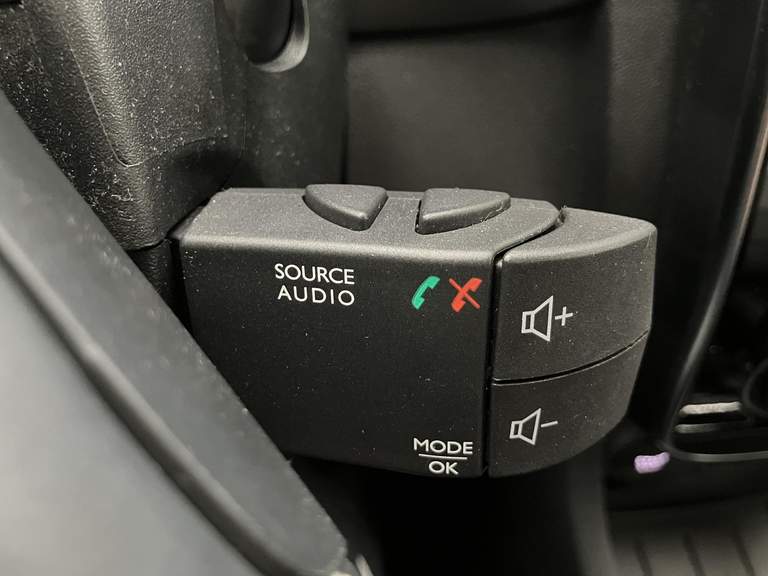 SOURCE
AUDIO
+
-
MODE
OK